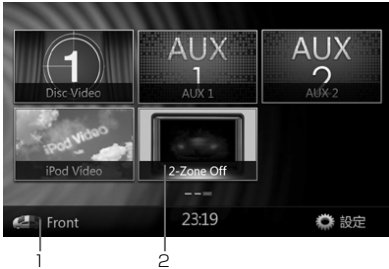 1
Disc Video
AUX
1
AUX 1
AUX
2
AUX 2
iPod Video
iPod Video
2-Zone Off
Front
23:19
設定
1
2